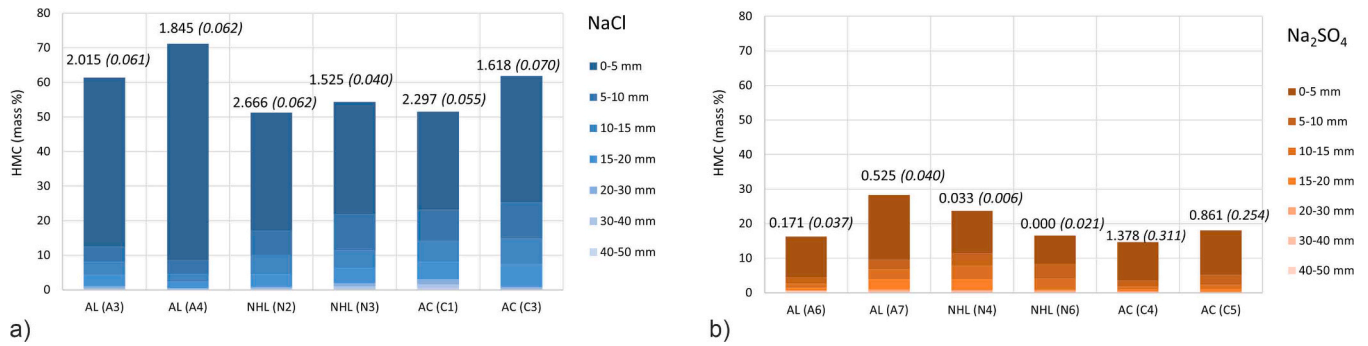 80
70
60
50
40
30
20
10
0
HMC (mass %)
2.015 (0.061)
1.845 (0.062)
2.666 (0.062)
1.525 (0.040)
2.297 (0.055)
1.618 (0.070)
AL (A3)
AL (A4)
NHL (N2)
NHL (N3)
AC (C1)
AC (C3)
NaCl
0-5 mm
5-10 mm
10-15 mm
15-20 mm
20-30 mm
30-40 mm
40-50 mm
a)
80
70
60
50
40
30
20
10
0
HMC (mass %)
0.171 (0.037)
0.525 (0.040)
0.033 (0.006)
0.000 (0.021)
1.378 (0.311)
0.861 (0.254)
AL (A6)
AL (A7)
NHL (N4)
NHL (N6)
AC (C4)
AC (C5)
Na₂SO₄
0-5 mm
5-10 mm
10-15 mm
15-20 mm
20-30 mm
30-40 mm
40-50 mm
b)